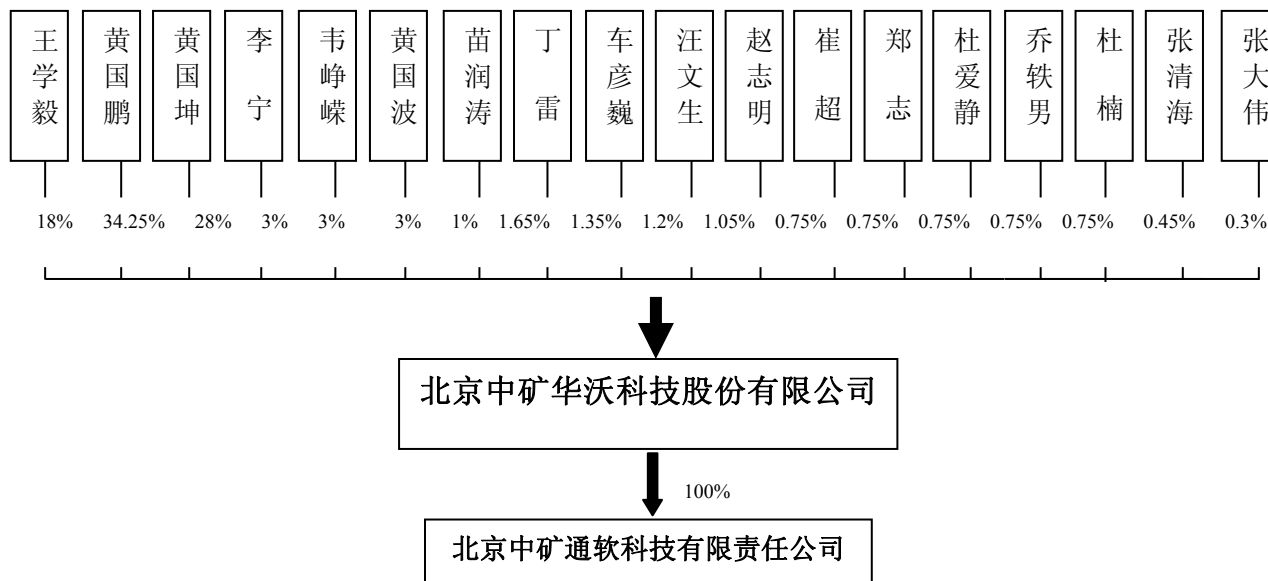 王学毅
黄国鹏
黄国坤
李宁
韦峥嵘
黄国波
苗润涛
丁雷
车彦巍
汪文生
赵志明
崔超
郑志
杜爱静
乔轶男
杜楠
张清海
张大伟
18% 34.25% 28% 3% 3% 3% 1% 1.65% 1.35% 1.2% 1.05% 0.75% 0.75% 0.75% 0.75% 0.75% 0.45% 0.3%
北京中矿华沃科技股份有限公司
100%
北京中矿通软科技有限责任公司